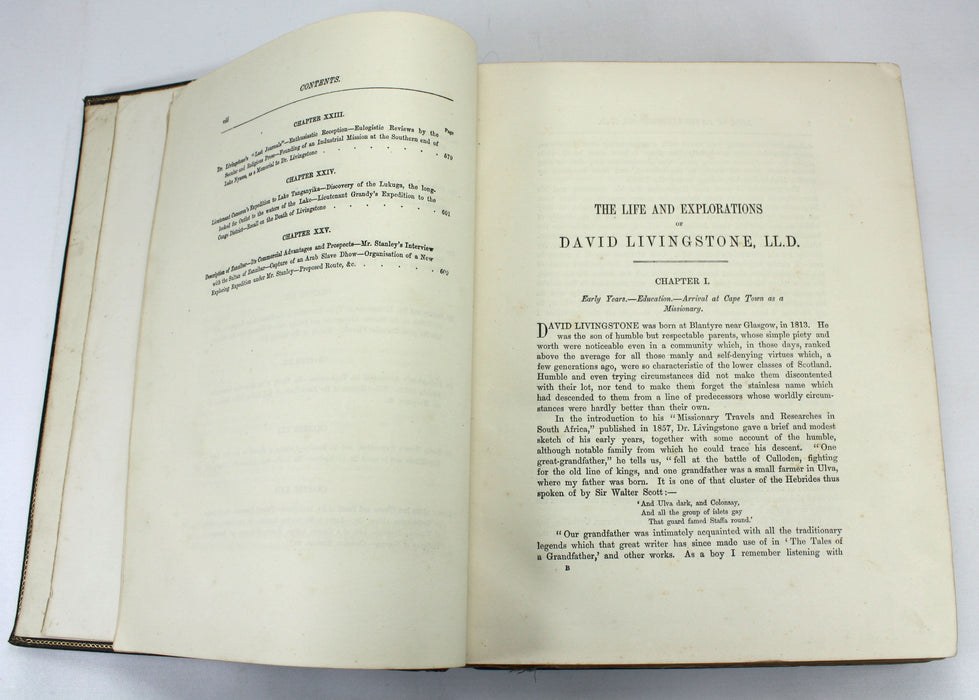 viii
CONTENTS.
CHAPTER XXIII.
Page
Dr. Livingstone's "Last Journals"—Enthusiastic Reception—Eulogistic Reviews by the
Secular and Religious Press—Founding of an Industrial Mission at the Southern end of
Lake Nyassa, as a Memorial to Dr. Livingstone . . . . . . . 679
CHAPTER XXIV.
Lieutenant Cameron's Expedition to Lake Tanganyika—Discovery of the Lukuga, the long-
looked for Outlet to the waters of the Lake—Lieutenant Grandy's Expedition to the
Congo District—Recall on the Death of Livingstone . . . . . . . 691
CHAPTER XXV.
Description of Zanzibar—Its Commercial Advantages and Prospects—Mr. Stanley's Interview
with the Sultan of Zanzibar—Capture of an Arab Slave Dhow—Organisation of a New
Exploring Expedition under Mr. Stanley—Proposed Route, &c. . . . . .
THE LIFE AND EXPLORATIONS
OF
DAVID LIVINGSTONE, LL.D.
CHAPTER I.
Early Years.—Education.—Arrival at Cape Town as a
Missionary.
DAVID LIVINGSTONE was born at Blantyre near Glasgow, in 1813. He
was the son of humble but respectable parents, whose simple piety and
worth were noticeable even in a community which, in those days, ranked
above the average for all those manly and self-denying virtues which, a
few generations ago, were so characteristic of the lower classes of Scotland.
Humble and even trying circumstances did not make them discontented
with their lot, nor tend to make them forget the stainless name which
had descended to them from a line of predecessors whose worldly circum-
stances were hardly better than their own.
In the introduction to his "Missionary Travels and Researches in
South Africa," published in 1857, Dr. Livingstone gave a brief and modest
sketch of his early years, together with some account of the humble,
although notable family from which he could trace his descent. "One
great-grandfather," he tells us, "fell at the battle of Culloden, fighting
for the old line of kings, and one grandfather was a small farmer in Ulva,
where my father was born. It is one of that cluster of the Hebrides thus
spoken of by Sir Walter Scott:—
'And Ulva dark, and Colonsay,
And all the group of islets gay
That guard famed Staffa round.'
"Our grandfather was intimately acquainted with all the traditionary
legends which that great writer has since made use of in 'The Tales of
a Grandfather,' and other works. As a boy I remember listening with
B